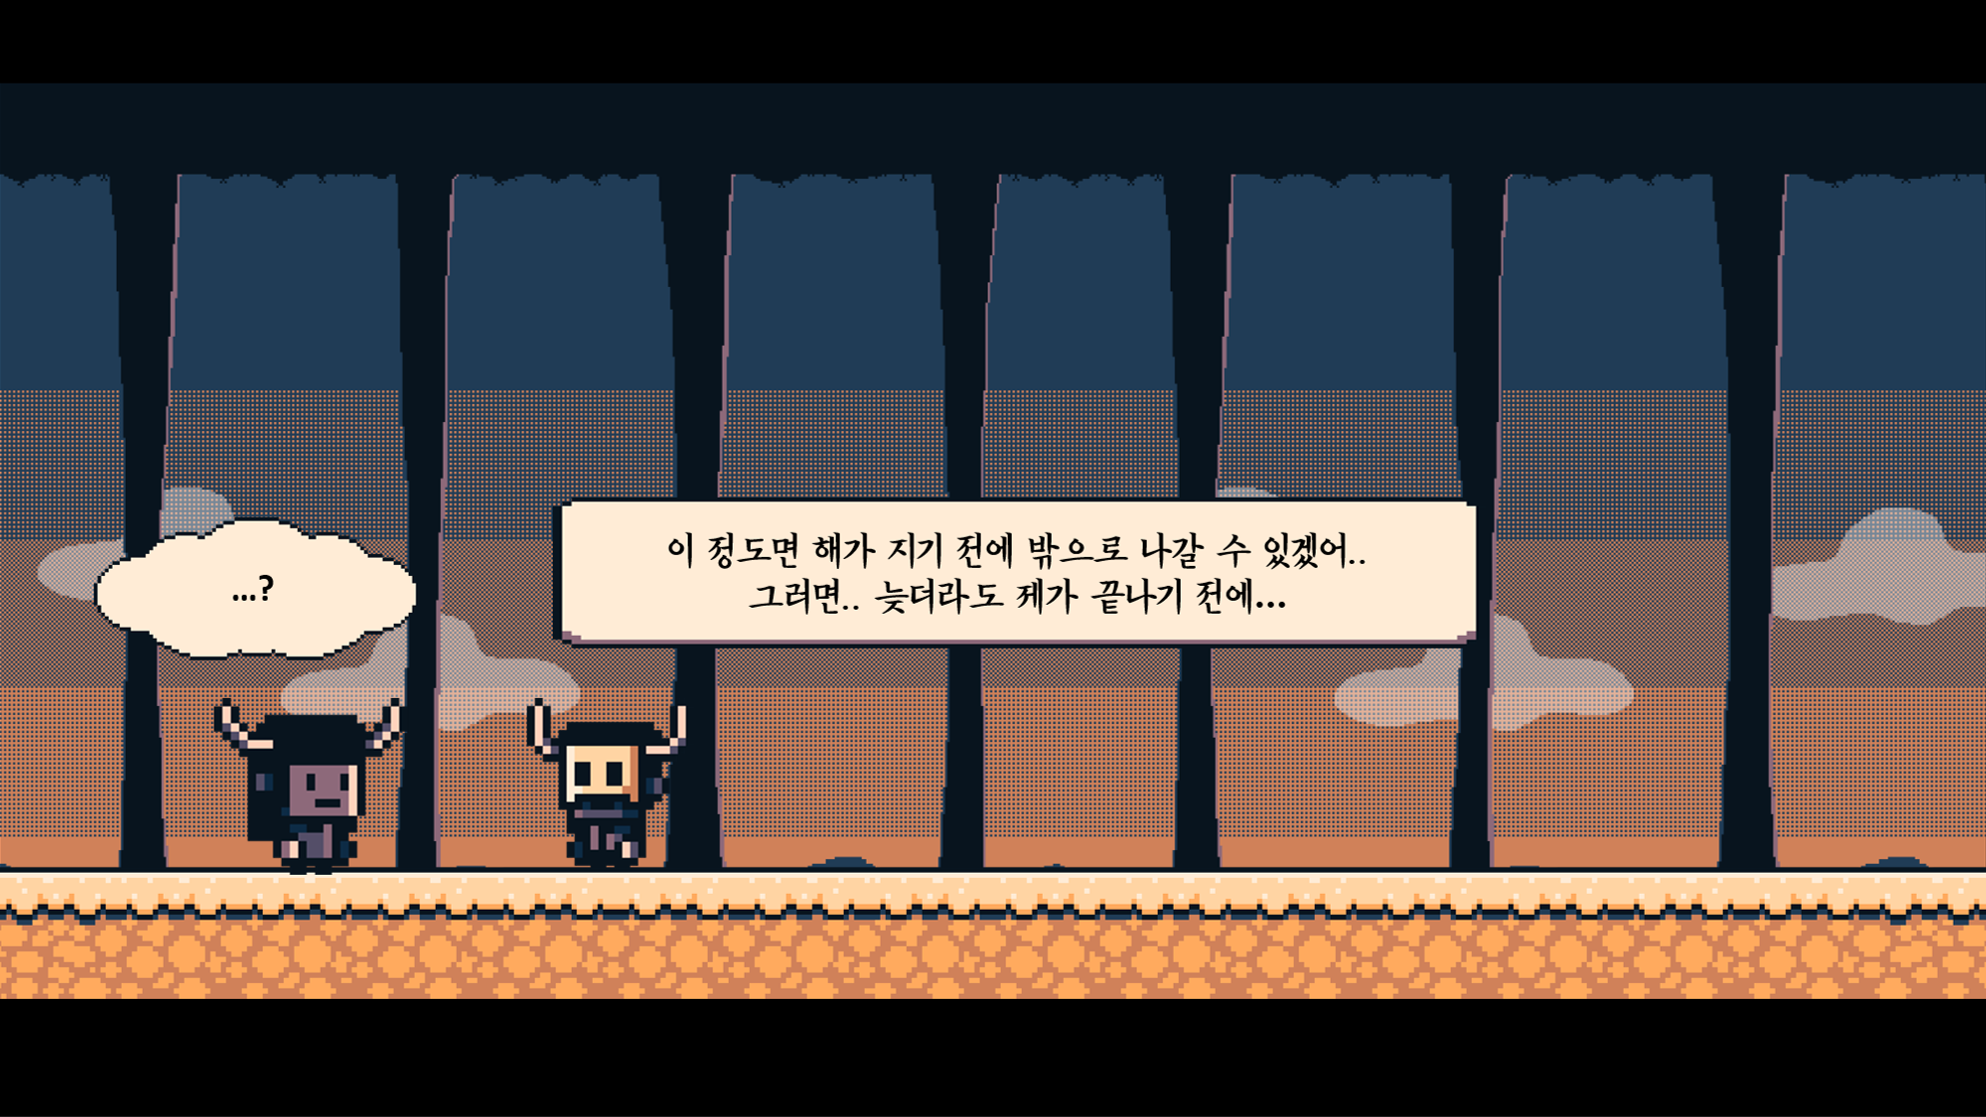 ...?
이 정도면 해가 지기 전에 밖으로 나갈 수 있겠어..
그러면.. 늦더라도 제가 끝나기 전에...